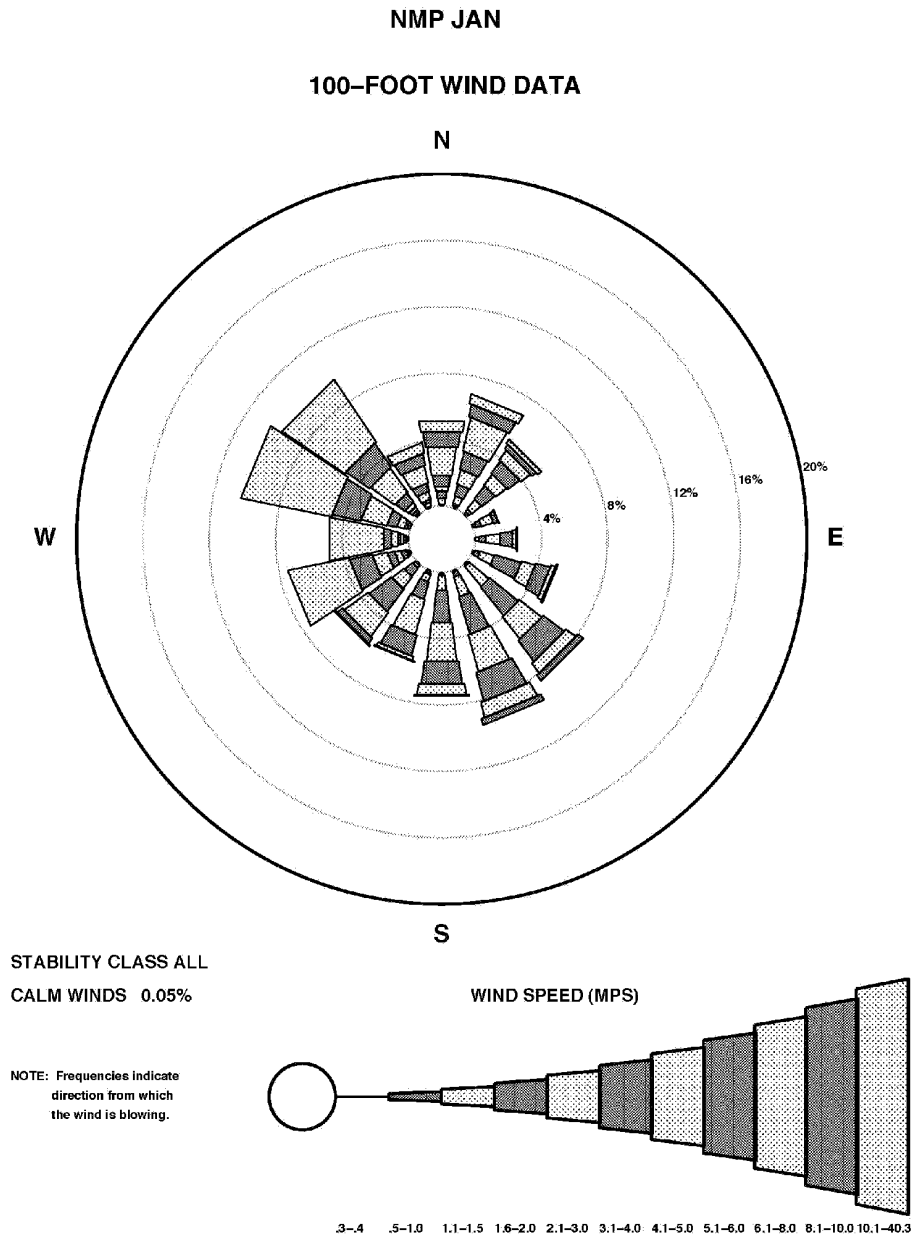 NMP JAN
100–FOOT WIND DATA
N
20%
16%
12%
8%
4%
W
E
S
STABILITY CLASS ALL
CALM WINDS 0.05%
WIND SPEED (MPS)
NOTE: Frequencies indicate
direction from which
the wind is blowing.
.3–.4 .5–1.0 1.1–1.5 1.6–2.0 2.1–3.0 3.1–4.0 4.1–5.0 5.1–6.0 6.1–8.0 8.1–10.0 10.1–40.3